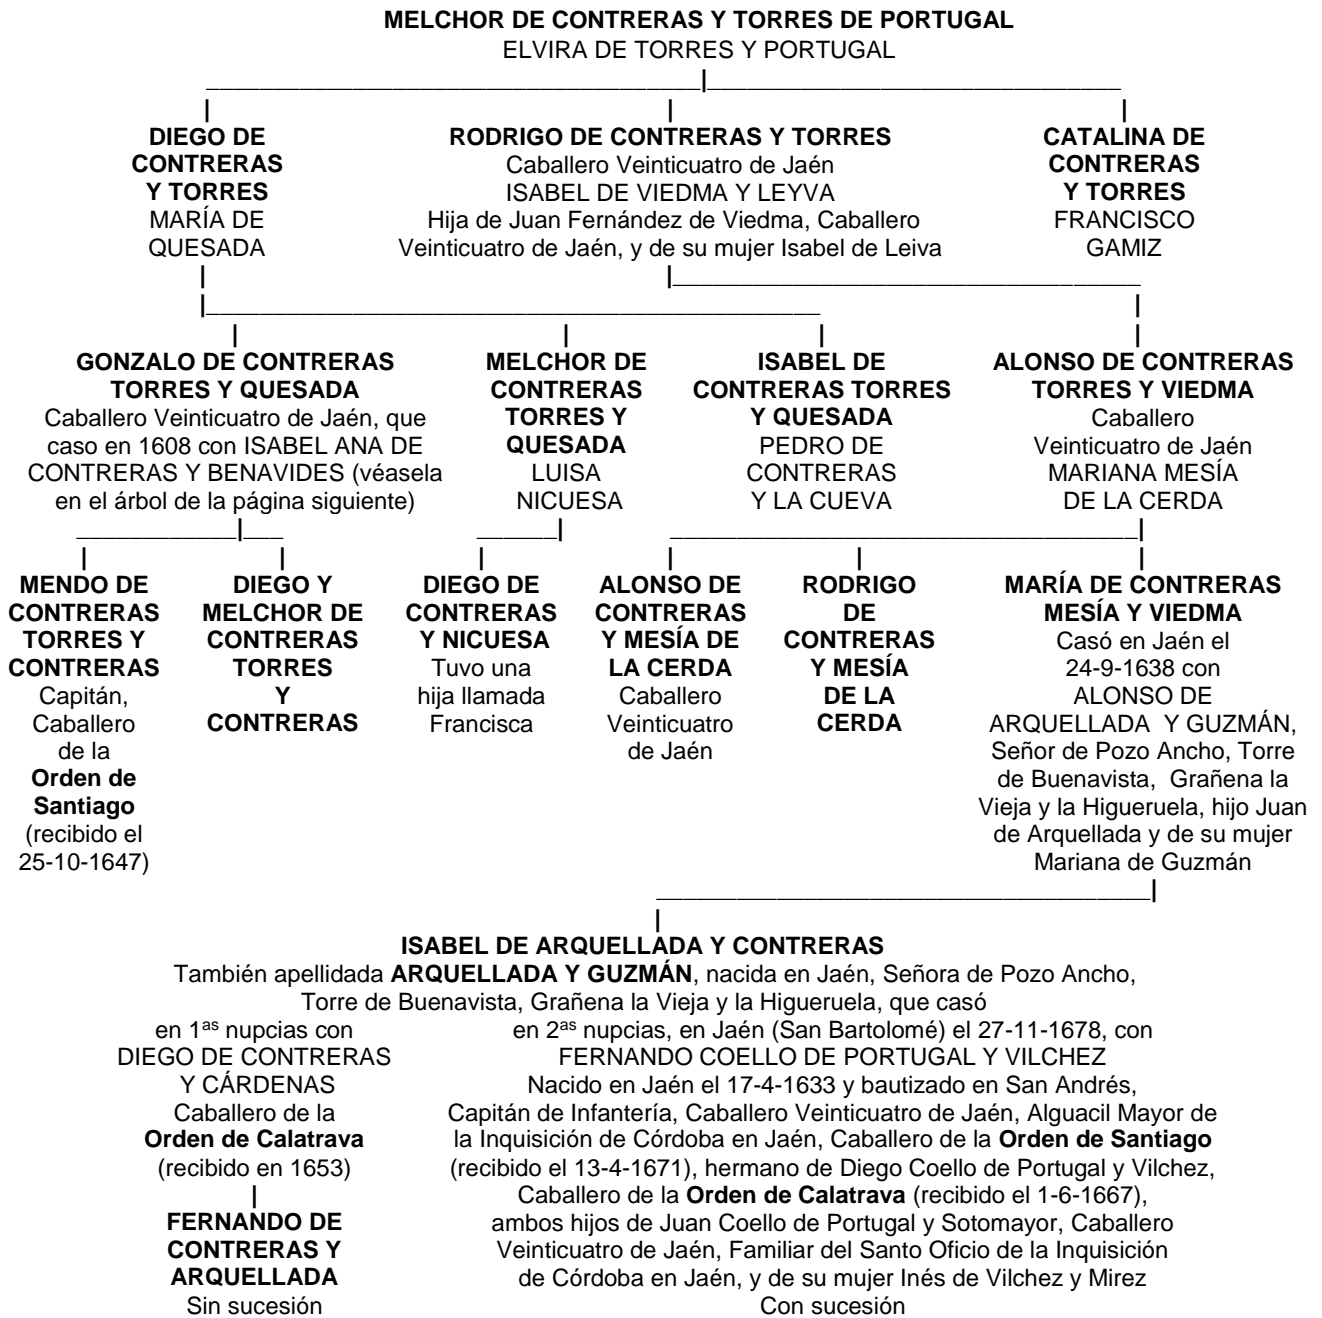 MELCHOR DE CONTRERAS Y TORRES DE PORTUGAL
ELVIRA DE TORRES Y PORTUGAL
DIEGO DE
CONTRERAS
Y TORRES
MARÍA DE
QUESADA
RODRIGO DE CONTRERAS Y TORRES
Caballero Veinticuatro de Jaén
ISABEL DE VIEDMA Y LEYVA
Hija de Juan Fernández de Viedma, Caballero
Veinticuatro de Jaén, y de su mujer Isabel de Leiva
CATALINA DE
CONTRERAS
Y TORRES
FRANCISCO
GAMIZ
GONZALO DE CONTRERAS
TORRES Y QUESADA
Caballero Veinticuatro de Jaén, que
caso en 1608 con ISABEL ANA DE
CONTRERAS Y BENAVIDES (véasela
en el árbol de la página siguiente)
MELCHOR DE
CONTRERAS
TORRES Y
QUESADA
LUISA
NICUESA
ISABEL DE
CONTRERAS TORRES
Y QUESADA
PEDRO DE
CONTRERAS
Y LA CUEVA
ALONSO DE CONTRERAS
TORRES Y VIEDMA
Caballero
Veinticuatro de Jaén
MARIANA MESÍA
DE LA CERDA
MENDO DE
CONTRERAS
TORRES Y
CONTRERAS
Capitán,
Caballero
de la
Orden de
Santiago
(recibido el
25-10-1647)
DIEGO Y
MELCHOR DE
CONTRERAS
TORRES
Y
CONTRERAS
DIEGO DE
CONTRERAS
Y NICUESA
Tuvo una
hija llamada
Francisca
ALONSO DE
CONTRERAS
Y MESÍA DE
LA CERDA
Caballero
Veinticuatro
de Jaén
RODRIGO
DE
CONTRERAS
Y MESÍA
DE LA
CERDA
MARÍA DE CONTRERAS
MESÍA Y VIEDMA
Casó en Jaén el
24-9-1638 con
ALONSO DE
ARQUELLADA Y GUZMÁN,
Señor de Pozo Ancho, Torre
de Buenavista, Grañena la
Vieja y la Higueruela, hijo Juan
de Arquellada y de su mujer
Mariana de Guzmán
ISABEL DE ARQUELLADA Y CONTRERAS
También apellidada ARQUELLADA Y GUZMÁN, nacida en Jaén, Señora de Pozo Ancho,
Torre de Buenavista, Grañena la Vieja y la Higueruela, que casó
en 1as nupcias con
DIEGO DE CONTRERAS
Y CÁRDENAS
Caballero de la
Orden de Calatrava
(recibido en 1653)
FERNANDO DE
CONTRERAS Y
ARQUELLADA
Sin sucesión
en 2as nupcias, en Jaén (San Bartolomé) el 27-11-1678, con
FERNANDO COELLO DE PORTUGAL Y VILCHEZ
Nacido en Jaén el 17-4-1633 y bautizado en San Andrés,
Capitán de Infantería, Caballero Veinticuatro de Jaén, Alguacil Mayor de
la Inquisición de Córdoba en Jaén, Caballero de la Orden de Santiago
(recibido el 13-4-1671), hermano de Diego Coello de Portugal y Vilchez,
Caballero de la Orden de Calatrava (recibido el 1-6-1667),
ambos hijos de Juan Coello de Portugal y Sotomayor, Caballero
Veinticuatro de Jaén, Familiar del Santo Oficio de la Inquisición
de Córdoba en Jaén, y de su mujer Inés de Vilchez y Mirez
Con sucesión